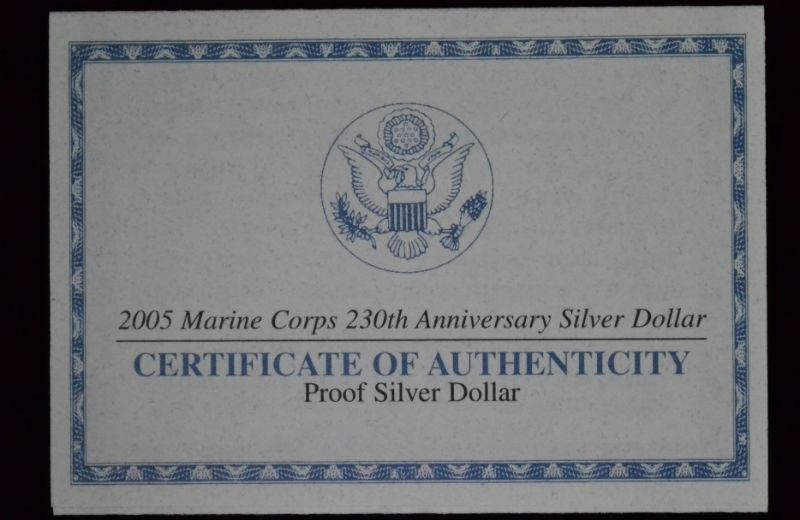 2005 Marine Corps 230th Anniversary Silver Dollar
CERTIFICATE OF AUTHENTICITY
Proof Silver Dollar